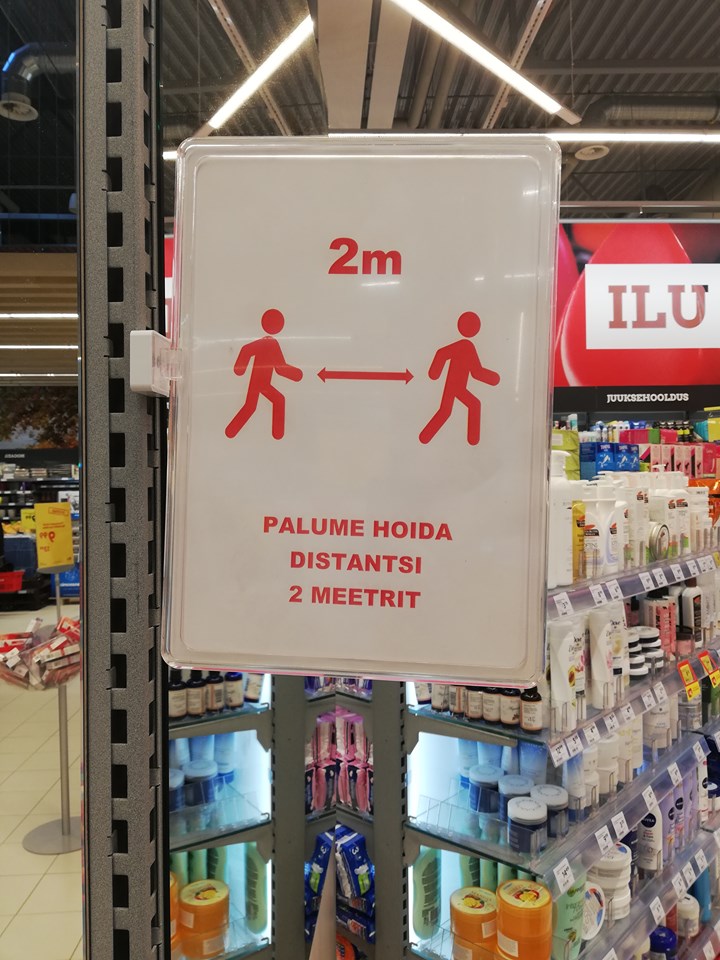 2m
PALUME HOIDA
DISTANTSI
2 MEETRIT
ILU
JUUKSEHOOLDUS